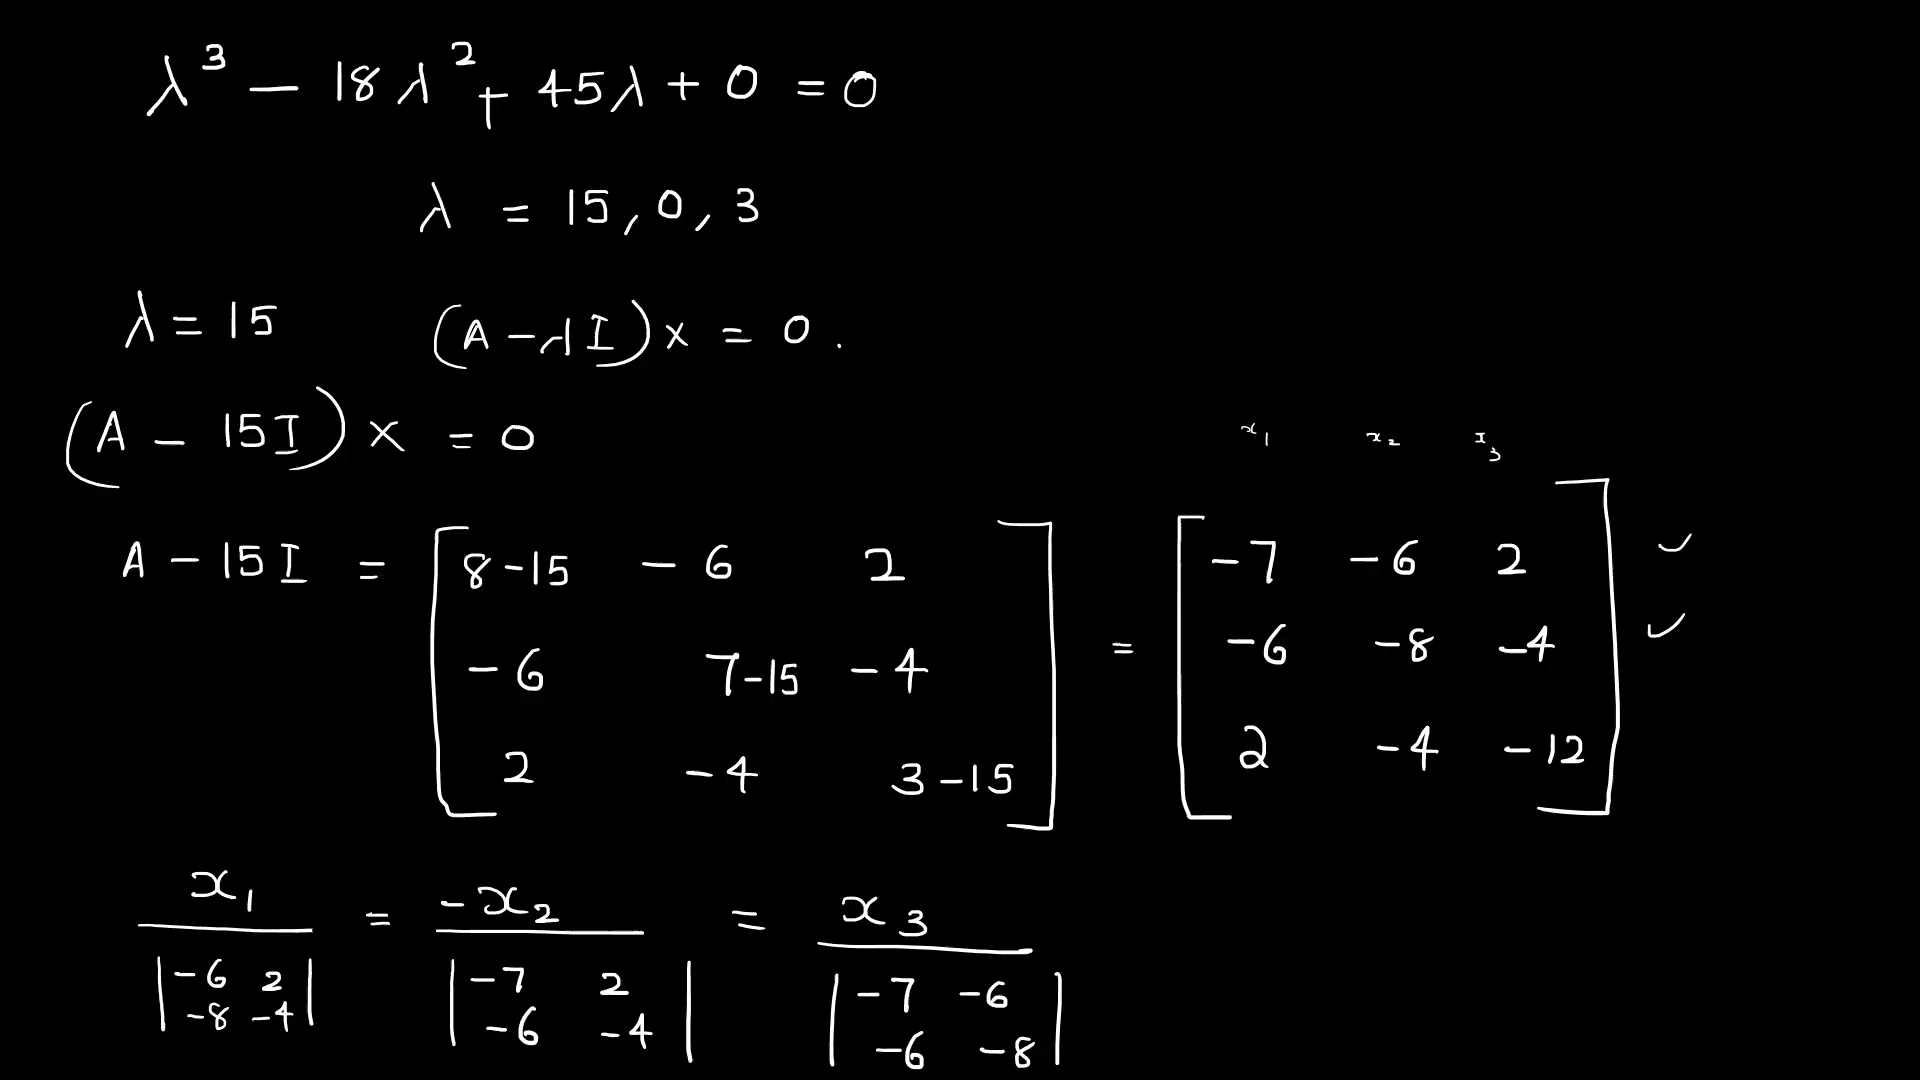 λ³ − 18λ² + 45λ + 0 = 0
λ = 15, 0, 3
λ = 15 (A − λI)x = 0.
(A − 15I)x = 0
x₁ x₂ x₃
A − 15I = [8−15 −6 2 −6 7−15 −4 2 −4 3−15] = [−7 −6 2 −6 −8 −4 2 −4 −12] ✓ ✓
x₁ = −x₂ = x₃
|−6 2| |−7 2| |−7 −6|
|−8 −4| |−6 −4| |−6 −8|